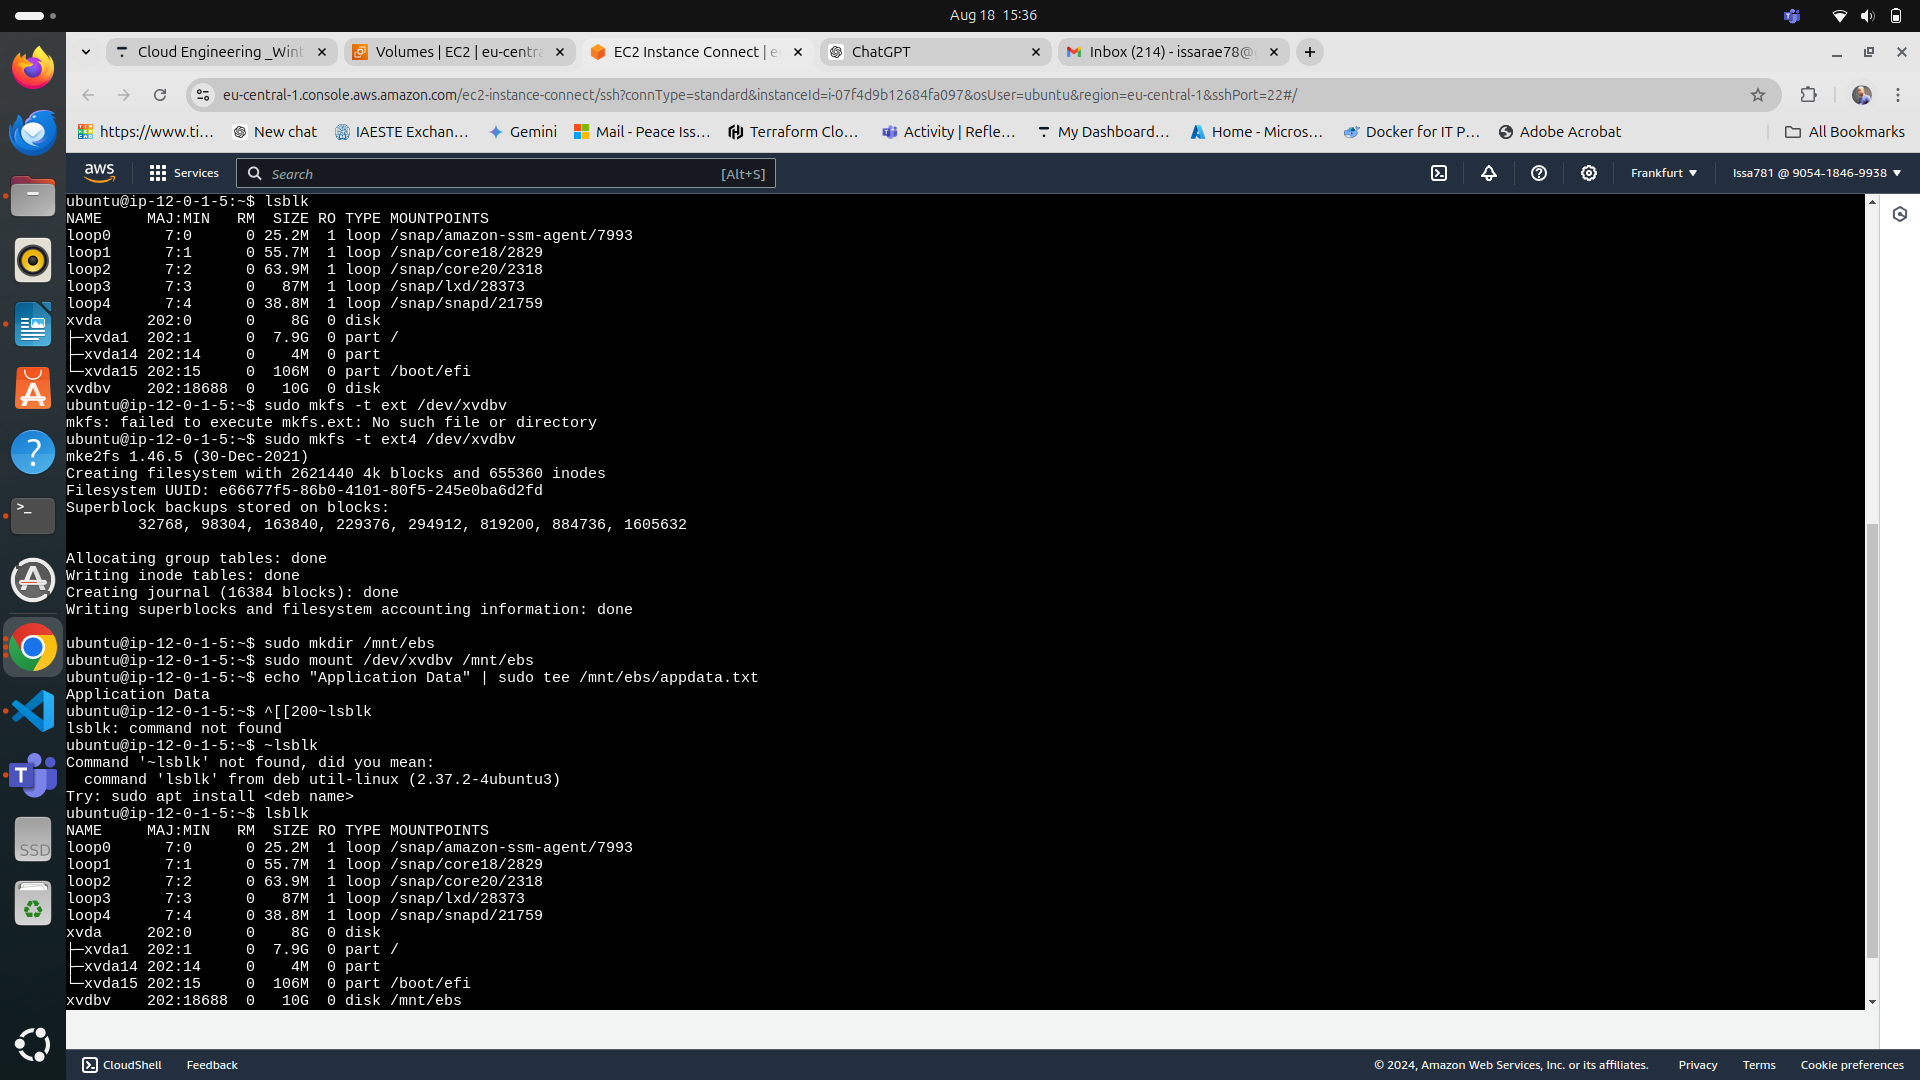 Aug 18  15:36
Cloud Engineering _Wint
Volumes | EC2 | eu-centra
EC2 Instance Connect | e
ChatGPT
Inbox (214) - issarae78@
eu-central-1.console.aws.amazon.com/ec2-instance-connect/ssh?connType=standard&instanceId=i-07f4d9b12684fa097&osUser=ubuntu&region=eu-central-1&sshPort=22#/
https://www.ti…
New chat
IAESTE Exchan…
Gemini
Mail - Peace Iss…
Terraform Clo…
Activity | Refle…
My Dashboard…
Home - Micros…
Docker for IT P…
Adobe Acrobat
All Bookmarks
aws
Services
Search
[Alt+S]
Frankfurt
Issa781 @ 9054-1846-9938
ubuntu@ip-12-0-1-5:~$ lsblk
NAME     MAJ:MIN   RM  SIZE RO TYPE MOUNTPOINTS
loop0      7:0      0 25.2M  1 loop /snap/amazon-ssm-agent/7993
loop1      7:1      0 55.7M  1 loop /snap/core18/2829
loop2      7:2      0 63.9M  1 loop /snap/core20/2318
loop3      7:3      0   87M  1 loop /snap/lxd/28373
loop4      7:4      0 38.8M  1 loop /snap/snapd/21759
xvda     202:0      0    8G  0 disk
├─xvda1  202:1      0  7.9G  0 part /
├─xvda14 202:14     0    4M  0 part
└─xvda15 202:15     0  106M  0 part /boot/efi
xvdbv    202:18688  0   10G  0 disk
ubuntu@ip-12-0-1-5:~$ sudo mkfs -t ext /dev/xvdbv
mkfs: failed to execute mkfs.ext: No such file or directory
ubuntu@ip-12-0-1-5:~$ sudo mkfs -t ext4 /dev/xvdbv
mke2fs 1.46.5 (30-Dec-2021)
Creating filesystem with 2621440 4k blocks and 655360 inodes
Filesystem UUID: e66677f5-86b0-4101-80f5-245e0ba6d2fd
Superblock backups stored on blocks:
        32768, 98304, 163840, 229376, 294912, 819200, 884736, 1605632
Allocating group tables: done
Writing inode tables: done
Creating journal (16384 blocks): done
Writing superblocks and filesystem accounting information: done
ubuntu@ip-12-0-1-5:~$ sudo mkdir /mnt/ebs
ubuntu@ip-12-0-1-5:~$ sudo mount /dev/xvdbv /mnt/ebs
ubuntu@ip-12-0-1-5:~$ echo "Application Data" | sudo tee /mnt/ebs/appdata.txt
Application Data
ubuntu@ip-12-0-1-5:~$ ^[[200~lsblk
lsblk: command not found
ubuntu@ip-12-0-1-5:~$ ~lsblk
Command '~lsblk' not found, did you mean:
  command 'lsblk' from deb util-linux (2.37.2-4ubuntu3)
Try: sudo apt install <deb name>
ubuntu@ip-12-0-1-5:~$ lsblk
NAME     MAJ:MIN   RM  SIZE RO TYPE MOUNTPOINTS
loop0      7:0      0 25.2M  1 loop /snap/amazon-ssm-agent/7993
loop1      7:1      0 55.7M  1 loop /snap/core18/2829
loop2      7:2      0 63.9M  1 loop /snap/core20/2318
loop3      7:3      0   87M  1 loop /snap/lxd/28373
loop4      7:4      0 38.8M  1 loop /snap/snapd/21759
xvda     202:0      0    8G  0 disk
├─xvda1  202:1      0  7.9G  0 part /
├─xvda14 202:14     0    4M  0 part
└─xvda15 202:15     0  106M  0 part /boot/efi
xvdbv    202:18688  0   10G  0 disk /mnt/ebs
SSD
CloudShell
Feedback
© 2024, Amazon Web Services, Inc. or its affiliates.
Privacy
Terms
Cookie preferences